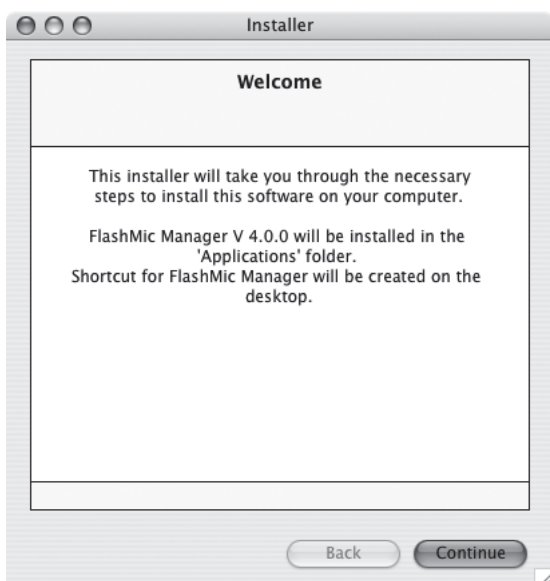 Installer
Welcome
This installer will take you through the necessary
steps to install this software on your computer.
FlashMic Manager V 4.0.0 will be installed in the
'Applications' folder.
Shortcut for FlashMic Manager will be created on the
desktop.
Back
Continue